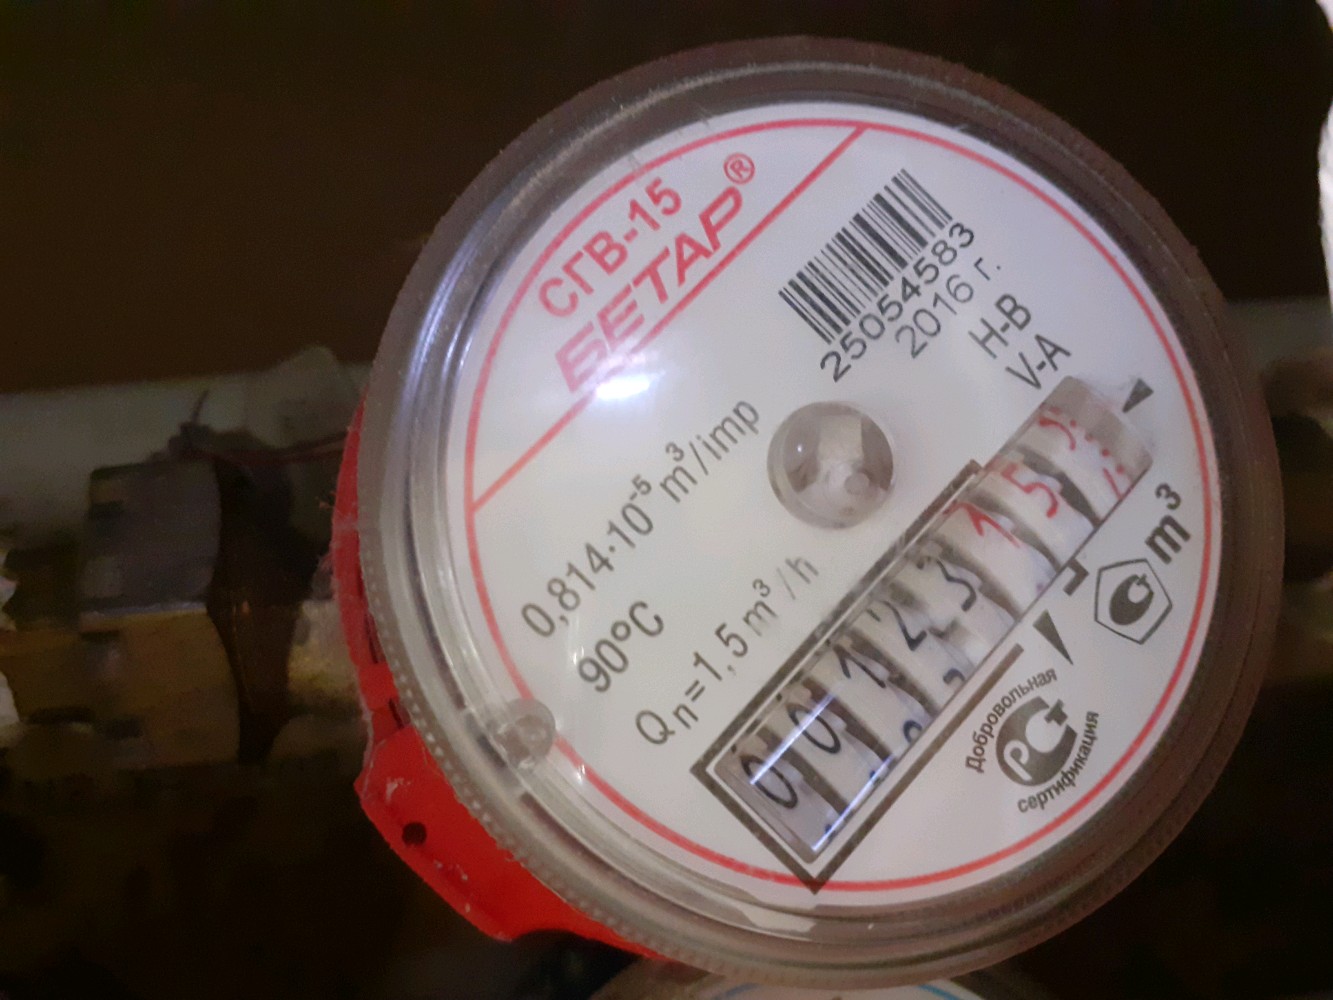 СГВ-15
БЕТАР®
0,814·10⁻⁵ m³/imp
90°C
Qn=1,5 m³/h
25054583
2016 г.
H-B
V-A
0012315
m³
Добровольная
РСТ
сертификация